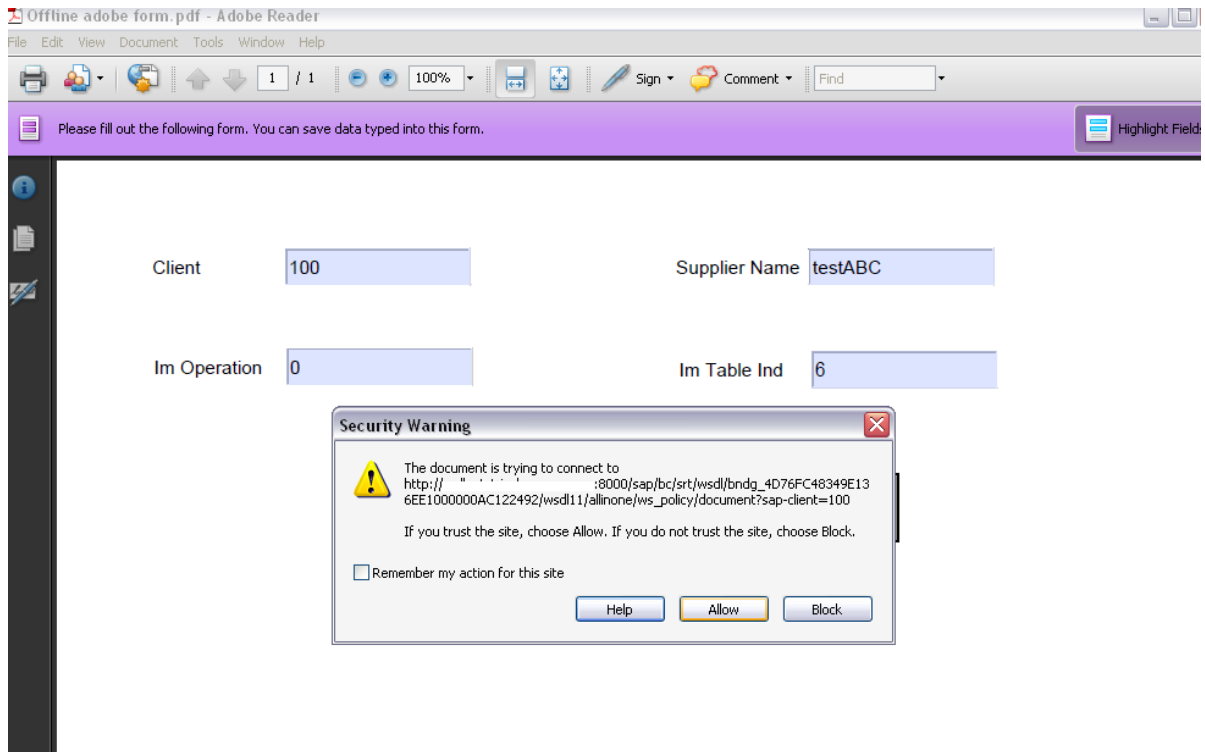 Offline adobe form.pdf - Adobe Reader
File Edit View Document Tools Window Help
1 / 1 100% Sign Comment Find
Please fill out the following form. You can save data typed into this form. Highlight Field
Client 100 Supplier Name testABC
Im Operation 0 Im Table Ind 6
Security Warning
The document is trying to connect to
http:// :8000/sap/bc/srt/wsdl/bndg_4D76FC48349E13
6EE1000000AC122492/wsdl11/allinone/ws_policy/document?sap-client=100
If you trust the site, choose Allow. If you do not trust the site, choose Block.
Remember my action for this site
Help Allow Block